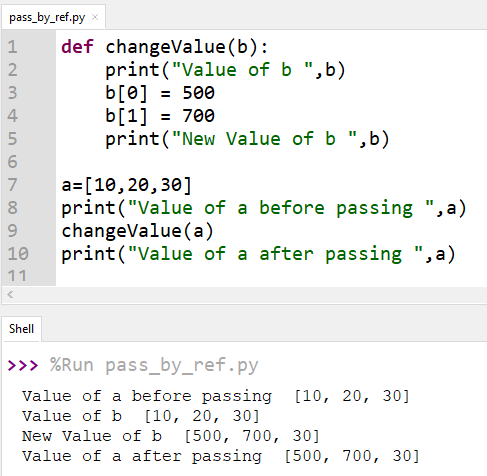 pass_by_ref.py ×
1 def changeValue(b):
2     print("Value of b ",b)
3     b[0] = 500
4     b[1] = 700
5     print("New Value of b ",b)
6
7 a=[10,20,30]
8 print("Value of a before passing ",a)
9 changeValue(a)
10 print("Value of a after passing ",a)
11
Shell
>>> %Run pass_by_ref.py
Value of a before passing  [10, 20, 30]
Value of b  [10, 20, 30]
New Value of b  [500, 700, 30]
Value of a after passing  [500, 700, 30]